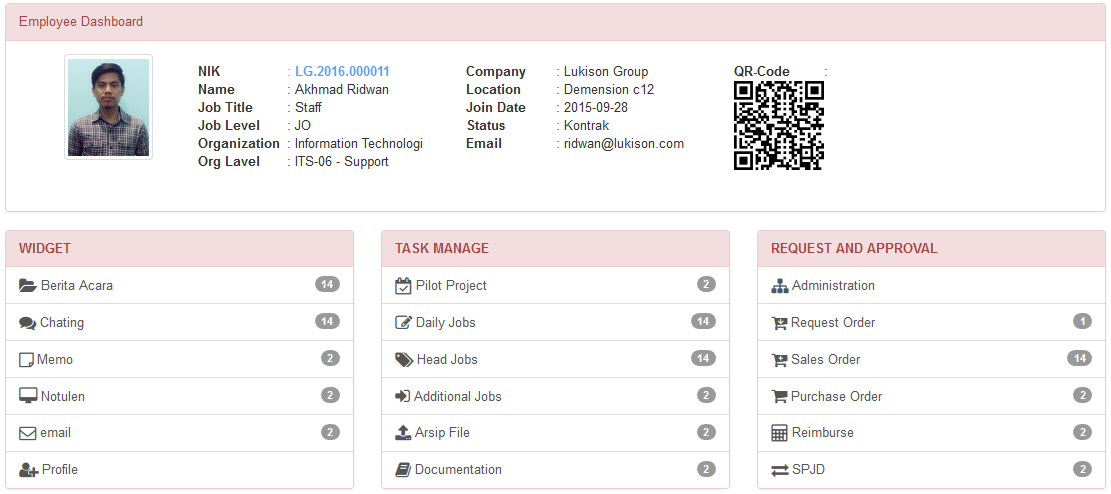 Employee Dashboard
NIK : LG.2016.000011
Name : Akhmad Ridwan
Job Title : Staff
Job Level : JO
Organization : Information Technologi
Org Lavel : ITS-06 - Support
Company : Lukison Group
Location : Demension c12
Join Date : 2015-09-28
Status : Kontrak
Email : ridwan@lukison.com
QR-Code :
WIDGET
Berita Acara 14
Chating 14
Memo 2
Notulen 2
email 2
Profile
TASK MANAGE
Pilot Project 2
Daily Jobs 14
Head Jobs 14
Additional Jobs 2
Arsip File 2
Documentation 2
REQUEST AND APPROVAL
Administration
Request Order 1
Sales Order 14
Purchase Order 2
Reimburse 2
SPJD 2